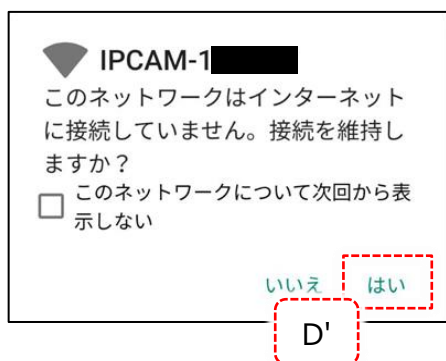 IPCAM-1
このネットワークはインターネット
に接続していません。接続を維持し
ますか？
このネットワークについて次回から表
示しない
いいえ はい
D'